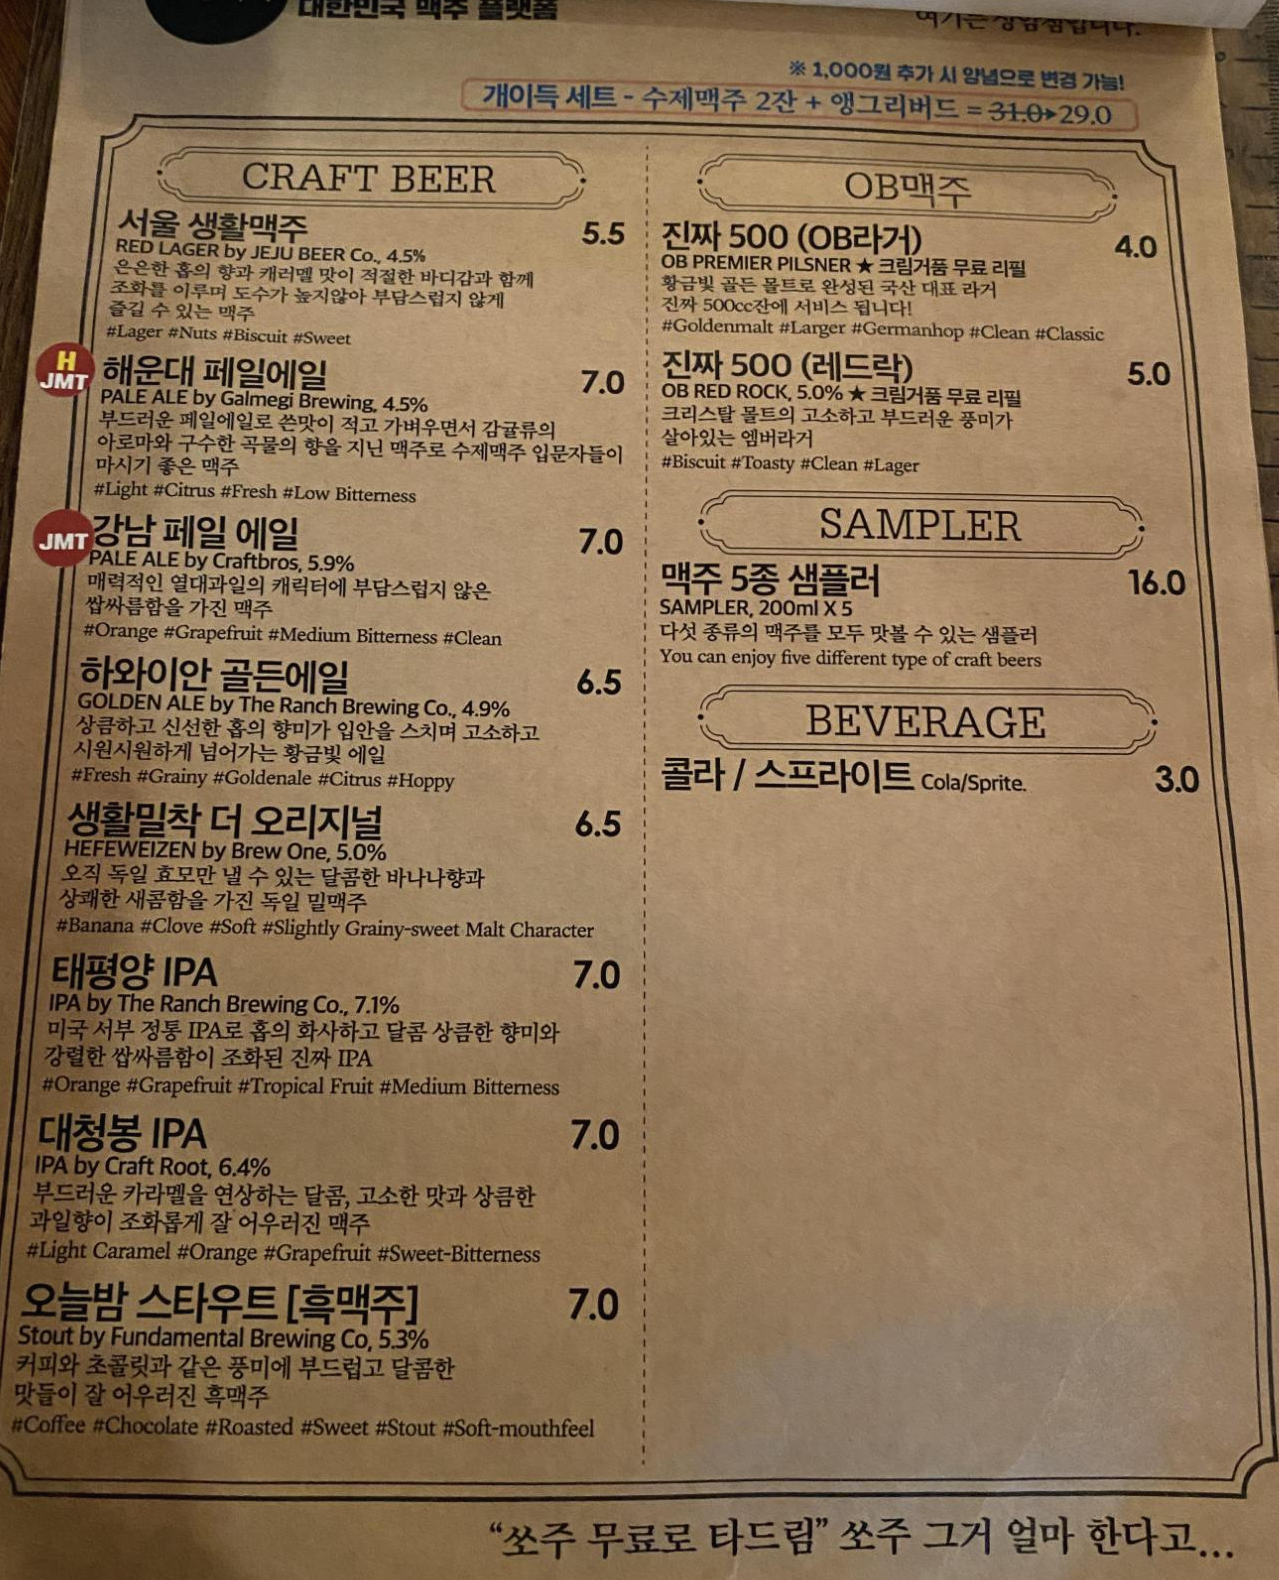 대한민국 맥주 플랫폼
여기는 상암점입니다.
※ 1,000원 추가 시 양념으로 변경 가능!
개이득 세트 - 수제맥주 2잔 + 앵그리버드 = 31.0▸29.0
CRAFT BEER
서울 생활맥주 5.5
RED LAGER by JEJU BEER Co., 4.5%
은은한 홉의 향과 캐러멜 맛이 적절한 바디감과 함께
조화를 이루며 도수가 높지않아 부담스럽지 않게
즐길 수 있는 맥주
#Lager #Nuts #Biscuit #Sweet
H
JMT
해운대 페일에일 7.0
PALE ALE by Galmegi Brewing, 4.5%
부드러운 페일에일로 쓴맛이 적고 가벼우면서 감귤류의
아로마와 구수한 곡물의 향을 지닌 맥주로 수제맥주 입문자들이
마시기 좋은 맥주
#Light #Citrus #Fresh #Low Bitterness
JMT
강남 페일 에일 7.0
PALE ALE by Craftbros, 5.9%
매력적인 열대과일의 캐릭터에 부담스럽지 않은
쌉싸름함을 가진 맥주
#Orange #Grapefruit #Medium Bitterness #Clean
하와이안 골든에일 6.5
GOLDEN ALE by The Ranch Brewing Co., 4.9%
상큼하고 신선한 홉의 향미가 입안을 스치며 고소하고
시원시원하게 넘어가는 황금빛 에일
#Fresh #Grainy #Goldenale #Citrus #Hoppy
생활밀착 더 오리지널 6.5
HEFEWEIZEN by Brew One, 5.0%
오직 독일 효모만 낼 수 있는 달콤한 바나나향과
상쾌한 새콤함을 가진 독일 밀맥주
#Banana #Clove #Soft #Slightly Grainy-sweet Malt Character
태평양 IPA 7.0
IPA by The Ranch Brewing Co., 7.1%
미국 서부 정통 IPA로 홉의 화사하고 달콤 상큼한 향미와
강렬한 쌉싸름함이 조화된 진짜 IPA
#Orange #Grapefruit #Tropical Fruit #Medium Bitterness
대청봉 IPA 7.0
IPA by Craft Root, 6.4%
부드러운 카라멜을 연상하는 달콤, 고소한 맛과 상큼한
과일향이 조화롭게 잘 어우러진 맥주
#Light Caramel #Orange #Grapefruit #Sweet-Bitterness
오늘밤 스타우트 [흑맥주] 7.0
Stout by Fundamental Brewing Co, 5.3%
커피와 초콜릿과 같은 풍미에 부드럽고 달콤한
맛들이 잘 어우러진 흑맥주
#Coffee #Chocolate #Roasted #Sweet #Stout #Soft-mouthfeel
OB맥주
진짜 500 (OB라거) 4.0
OB PREMIER PILSNER ★ 크림거품 무료 리필
황금빛 골든 몰트로 완성된 국산 대표 라거
진짜 500cc잔에 서비스 됩니다!
#Goldenmalt #Larger #Germanhop #Clean #Classic
진짜 500 (레드락) 5.0
OB RED ROCK, 5.0% ★ 크림거품 무료 리필
크리스탈 몰트의 고소하고 부드러운 풍미가
살아있는 엠버라거
#Biscuit #Toasty #Clean #Lager
SAMPLER
맥주 5종 샘플러 16.0
SAMPLER, 200ml X 5
다섯 종류의 맥주를 모두 맛볼 수 있는 샘플러
You can enjoy five different type of craft beers
BEVERAGE
콜라 / 스프라이트 Cola/Sprite. 3.0
“쏘주 무료로 타드림” 쏘주 그거 얼마 한다고...